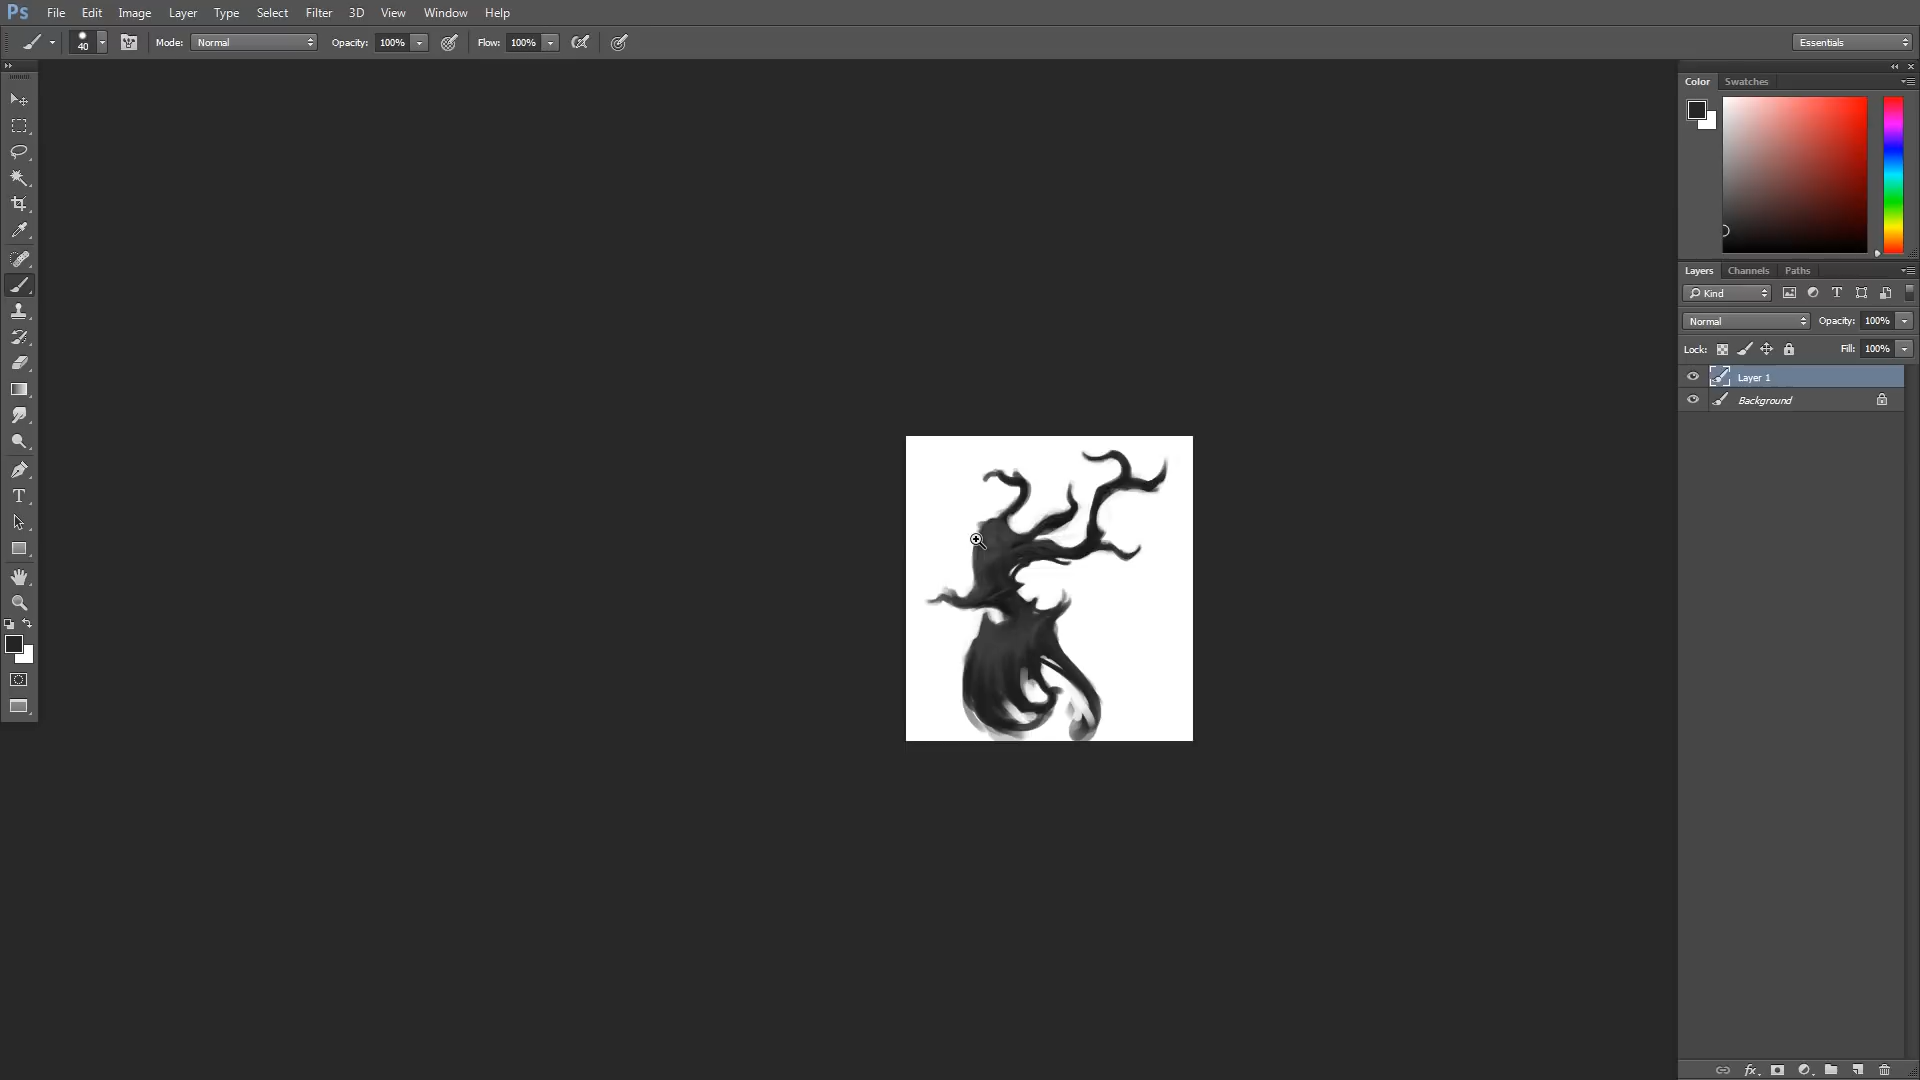 Ps File Edit Image Layer Type Select Filter 3D View Window Help
40 Mode: Normal Opacity: 100% Flow: 100% Essentials
Color Swatches
Layers Channels Paths
Kind T
Normal Opacity: 100%
Lock: Fill: 100%
Layer 1
Background
T
fx